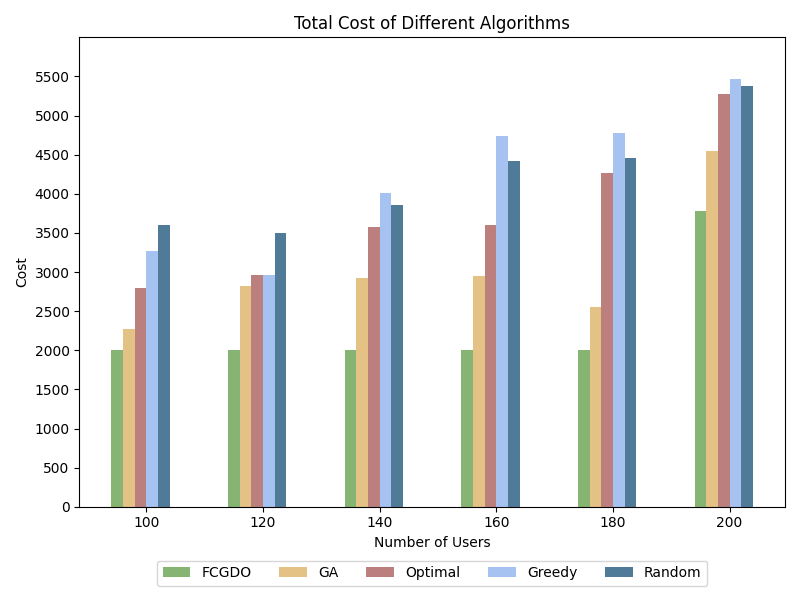 Total Cost of Different Algorithms
5500
5000
4500
4000
3500
3000
2500
2000
1500
1000
500
0
Cost
100 120 140 160 180 200
Number of Users
FCGDO GA Optimal Greedy Random